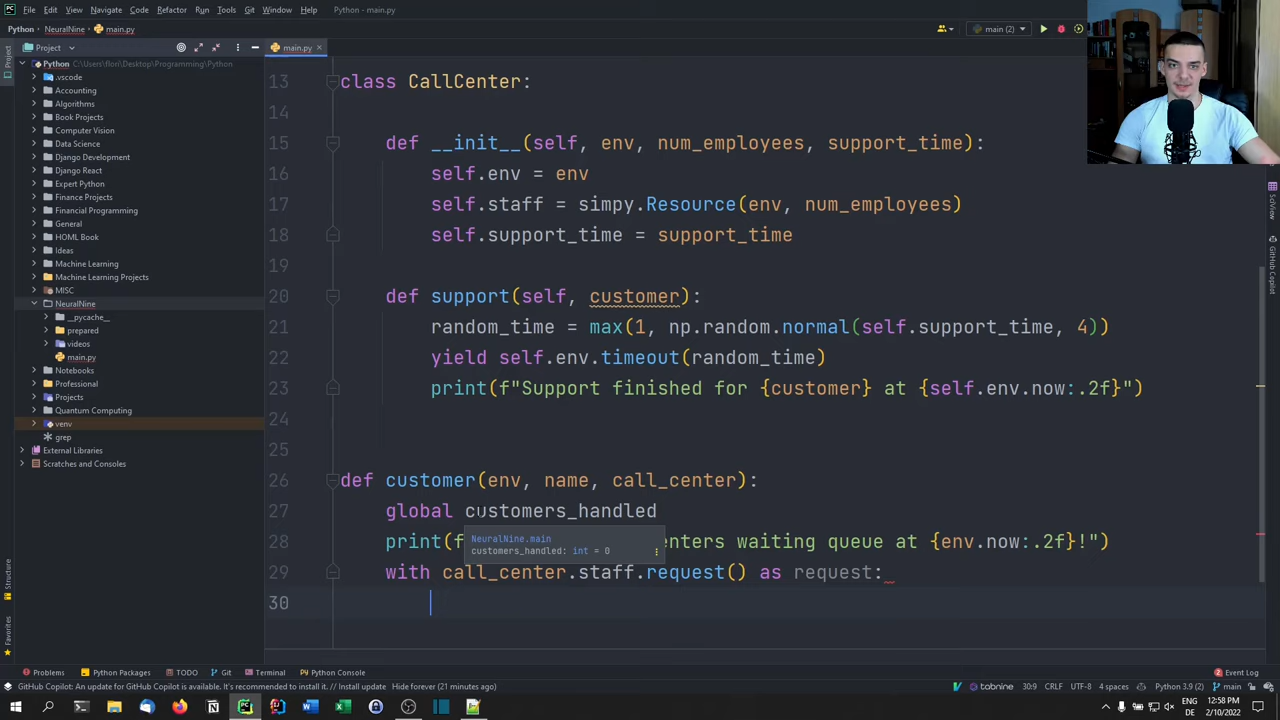 File Edit View Navigate Code Refactor Run Tools Git Window Help Python - main.py
Python NeuralNine main.py
main (2)
Project
main.py
Python C:\Users\flori\Desktop\Programming\Python
.vscode
Accounting
Algorithms
Book Projects
Computer Vision
Data Science
Django Development
Django React
Expert Python
Finance Projects
Financial Programming
General
HOML Book
Ideas
Machine Learning
Machine Learning Projects
MISC
NeuralNine
__pycache__
prepared
videos
main.py
Notebooks
Professional
Projects
Quantum Computing
venv
grep
External Libraries
Scratches and Consoles
Project
Structure
Favorites
SciView
GitHub Copilot
13 class CallCenter:
14
15 def __init__(self, env, num_employees, support_time):
16 self.env = env
17 self.staff = simpy.Resource(env, num_employees)
18 self.support_time = support_time
19
20 def support(self, customer):
21 random_time = max(1, np.random.normal(self.support_time, 4))
22 yield self.env.timeout(random_time)
23 print(f"Support finished for {customer} at {self.env.now:.2f}")
24
25
26 def customer(env, name, call_center):
27 global customers_handled
28 print(f enters waiting queue at {env.now:.2f}!")
NeuralNine.main
customers_handled: int = 0
29 with call_center.staff.request() as request:
30
Problems Python Packages TODO Git Terminal Python Console Event Log
GitHub Copilot: An update for GitHub Copilot is available. It's recommended to install it. // Install update Hide forever (21 minutes ago) tabnine 30:9 CRLF UTF-8 4 spaces Python 3.9 (2) main
ENG 12:58 PM
DE 2/10/2022